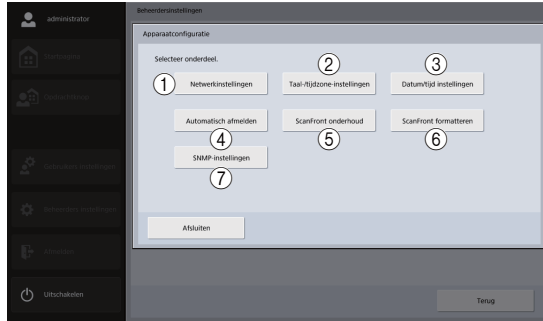 administrator
Beheerdersinstellingen
Apparaatconfiguratie
Selecteer onderdeel.
1 Netwerkinstellingen
2 Taal-/tijdzone-instellingen
3 Datum/tijd instellingen
Automatisch afmelden
4
ScanFront onderhoud
5
ScanFront formatteren
6
SNMP-instellingen
7
Afsluiten
Afmelden
Uitschakelen
Terug